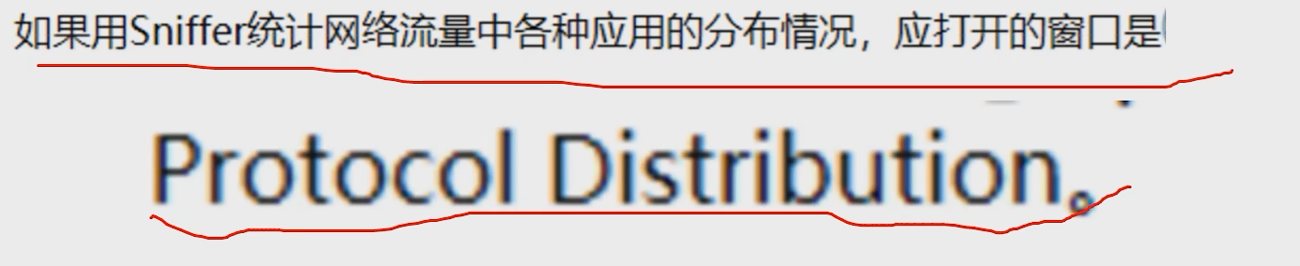 如果用Sniffer统计网络流量中各种应用的分布情况，应打开的窗口是
Protocol Distribution。